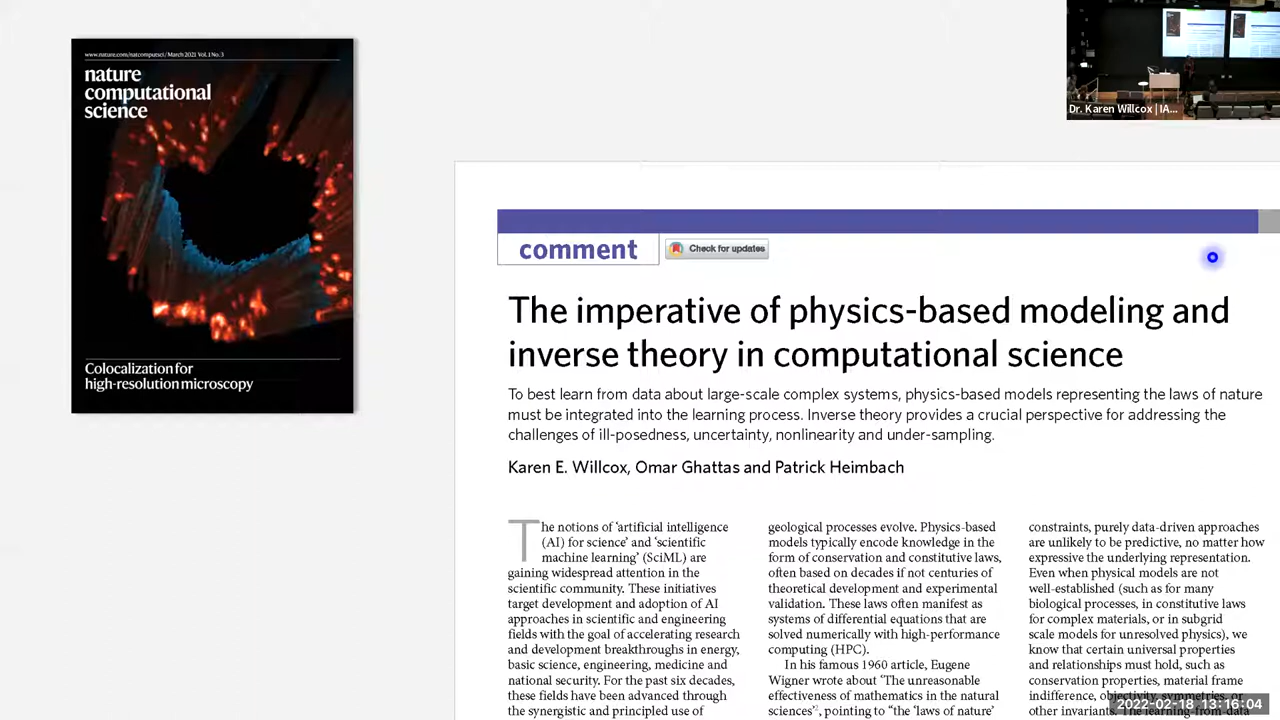 www.nature.com/natcomputsci / March 2021 Vol. 1 No. 3
nature
computational
science
Colocalization for
high-resolution microscopy
Dr. Karen Willcox | IA...
comment
Check for updates
The imperative of physics-based modeling and
inverse theory in computational science
To best learn from data about large-scale complex systems, physics-based models representing the laws of nature
must be integrated into the learning process. Inverse theory provides a crucial perspective for addressing the
challenges of ill-posedness, uncertainty, nonlinearity and under-sampling.
Karen E. Willcox, Omar Ghattas and Patrick Heimbach
The notions of ‘artificial intelligence
(AI) for science’ and ‘scientific
machine learning’ (SciML) are
gaining widespread attention in the
scientific community. These initiatives
target development and adoption of AI
approaches in scientific and engineering
fields with the goal of accelerating research
and development breakthroughs in energy,
basic science, engineering, medicine and
national security. For the past six decades,
these fields have been advanced through
the synergistic and principled use of
geological processes evolve. Physics-based
models typically encode knowledge in the
form of conservation and constitutive laws,
often based on decades if not centuries of
theoretical development and experimental
validation. These laws often manifest as
systems of differential equations that are
solved numerically with high-performance
computing (HPC).
In his famous 1960 article, Eugene
Wigner wrote about ‘The unreasonable
effectiveness of mathematics in the natural
sciences’, pointing to “the ‘laws of nature’
constraints, purely data-driven approaches
are unlikely to be predictive, no matter how
expressive the underlying representation.
Even when physical models are not
well-established (such as for many
biological processes, in constitutive laws
for complex materials, or in subgrid
scale models for unresolved physics), we
know that certain universal properties
and relationships must hold, such as
conservation properties, material frame
indifference, objectivity, symmetries, or
other invariants. The learning-from-data
2022-02-18 13:16:04